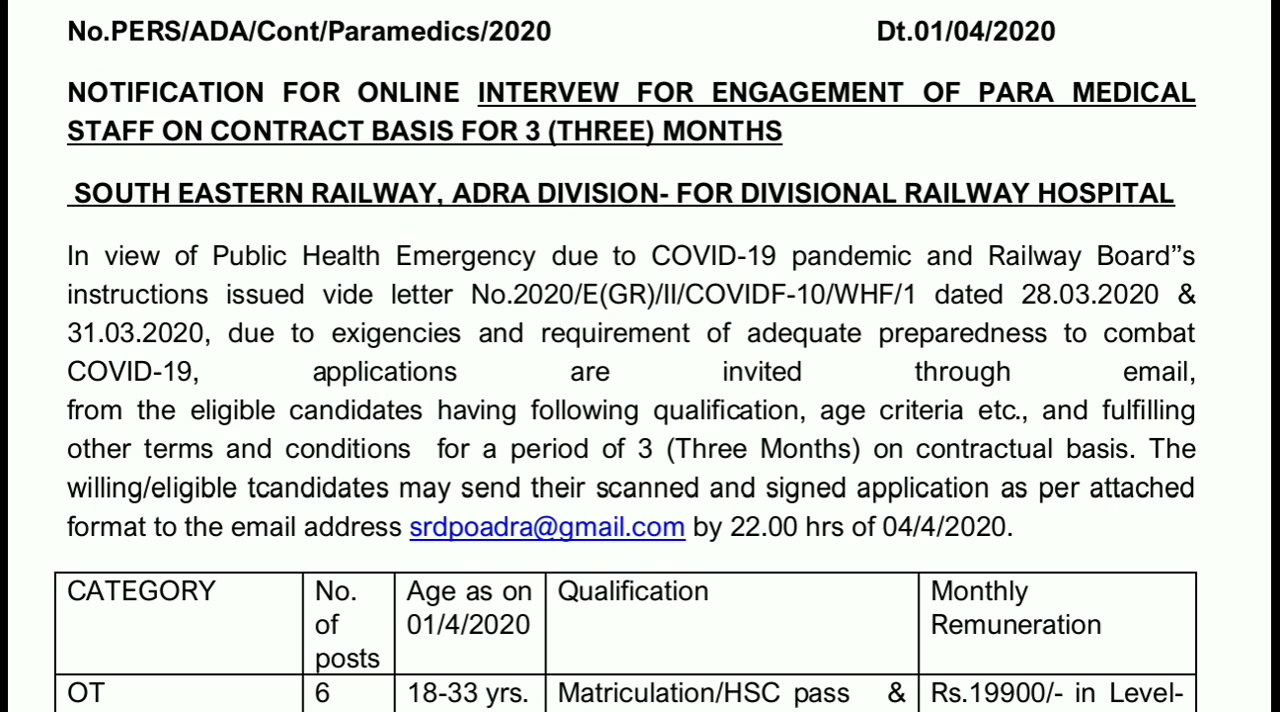 No.PERS/ADA/Cont/Paramedics/2020 Dt.01/04/2020
NOTIFICATION FOR ONLINE INTERVEW FOR ENGAGEMENT OF PARA MEDICAL
STAFF ON CONTRACT BASIS FOR 3 (THREE) MONTHS
SOUTH EASTERN RAILWAY, ADRA DIVISION- FOR DIVISIONAL RAILWAY HOSPITAL
In view of Public Health Emergency due to COVID-19 pandemic and Railway Board”s
instructions issued vide letter No.2020/E(GR)/II/COVIDF-10/WHF/1 dated 28.03.2020 &
31.03.2020, due to exigencies and requirement of adequate preparedness to combat
COVID-19, applications are invited through email,
from the eligible candidates having following qualification, age criteria etc., and fulfilling
other terms and conditions for a period of 3 (Three Months) on contractual basis. The
willing/eligible tcandidates may send their scanned and signed application as per attached
format to the email address srdpoadra@gmail.com by 22.00 hrs of 04/4/2020.
CATEGORY No. Age as on Qualification Monthly
of 01/4/2020 Remuneration
posts
OT 6 18-33 yrs. Matriculation/HSC pass & Rs.19900/- in Level-